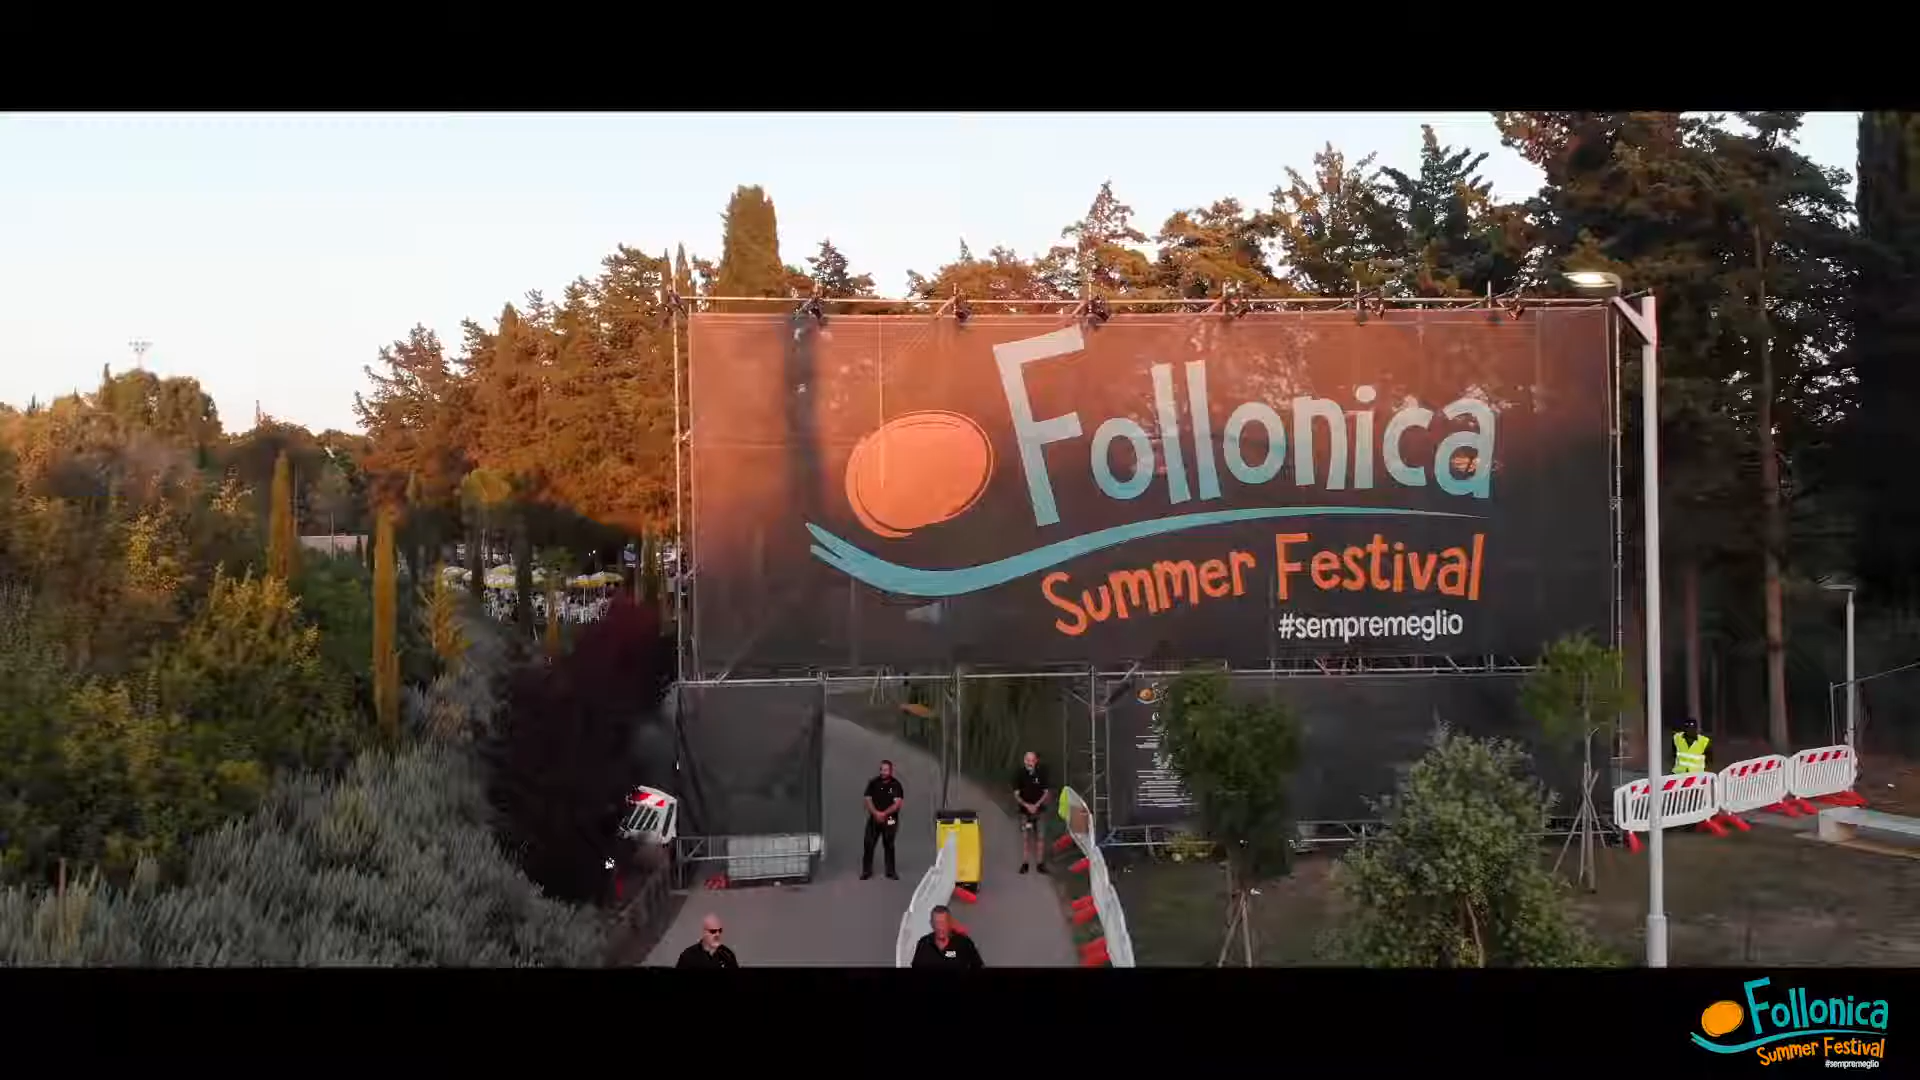 Follonica
Summer Festival
#sempremeglio
Follonica
Summer Festival
#sempremeglio